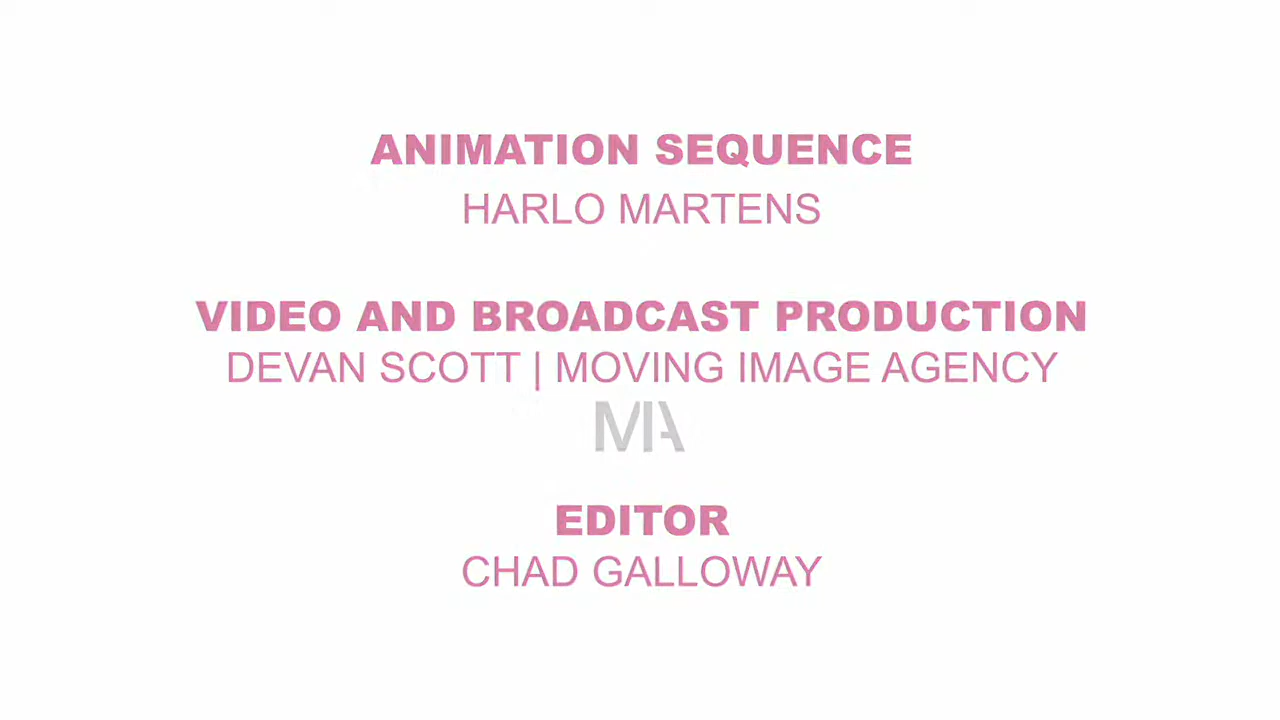 ANIMATION SEQUENCE
HARLO MARTENS
VIDEO AND BROADCAST PRODUCTION
DEVAN SCOTT | MOVING IMAGE AGENCY
MIA
EDITOR
CHAD GALLOWAY